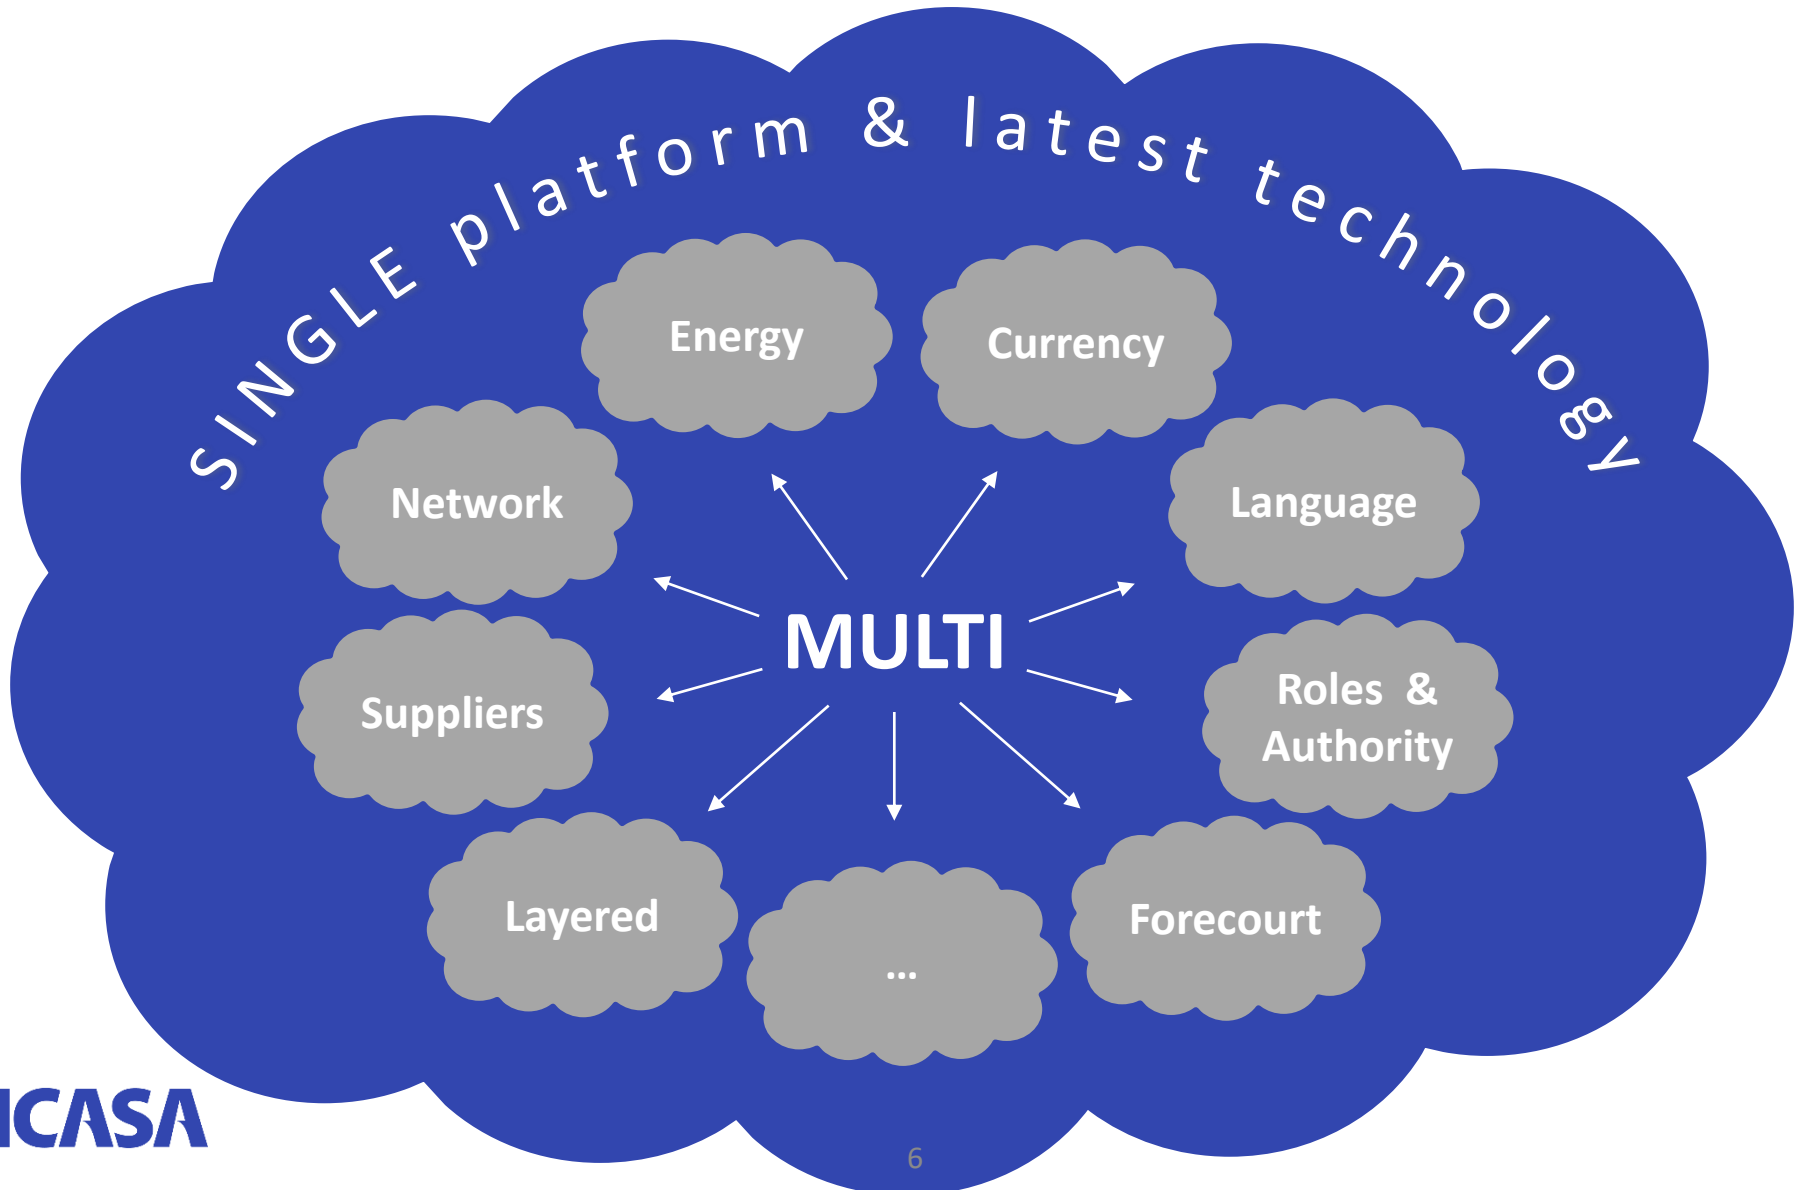 SINGLE platform & latest technology
Energy
Currency
Network
Language
MULTI
Suppliers
Roles &
Authority
Layered
...
Forecourt
ICASA
6